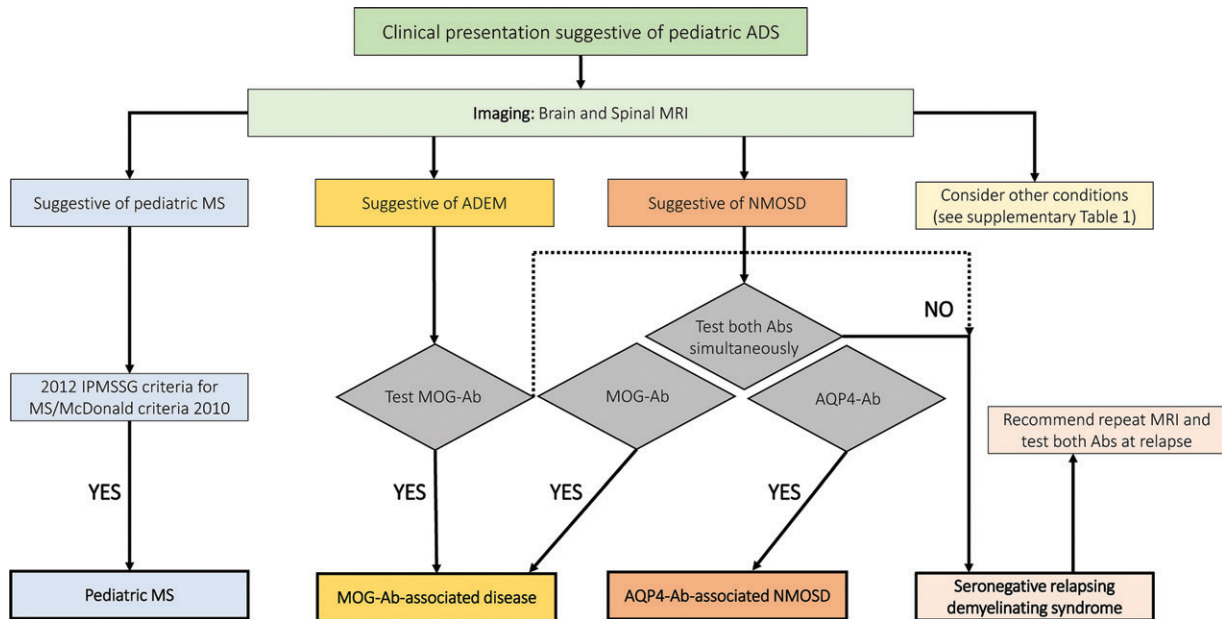 Clinical presentation suggestive of pediatric ADS
Imaging: Brain and Spinal MRI
Suggestive of pediatric MS
Suggestive of ADEM
Suggestive of NMOSD
Consider other conditions
(see supplementary Table 1)
Test both Abs
simultaneously
NO
2012 IPMSSG criteria for
MS/McDonald criteria 2010
Test MOG-Ab
MOG-Ab
AQP4-Ab
Recommend repeat MRI and
test both Abs at relapse
YES
YES
YES
YES
Pediatric MS
MOG-Ab-associated disease
AQP4-Ab-associated NMOSD
Seronegative relapsing
demyelinating syndrome